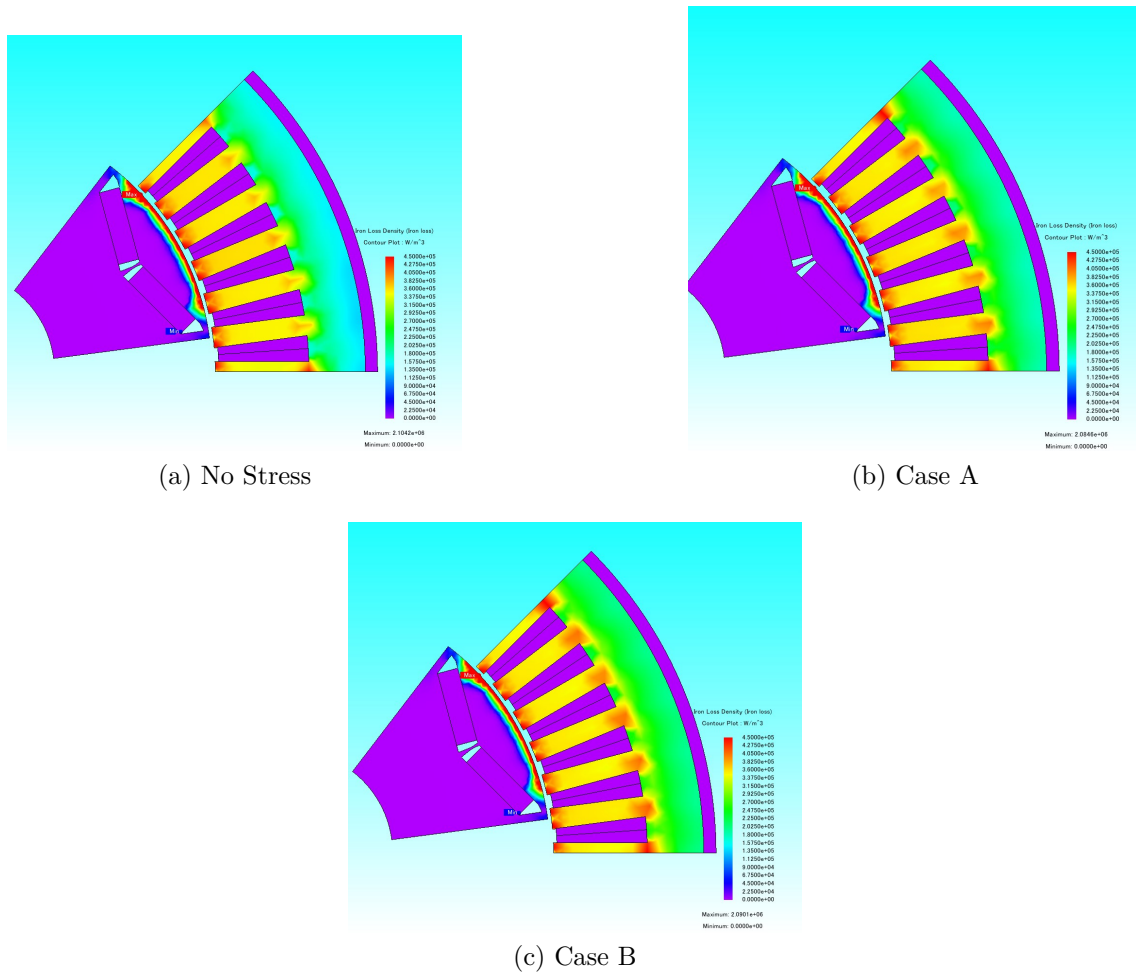 Max
Min
Iron Loss Density (Iron loss)
Contour Plot : W/m^3
4.5000e+05
4.2750e+05
4.0500e+05
3.8250e+05
3.6000e+05
3.3750e+05
3.1500e+05
2.9250e+05
2.7000e+05
2.4750e+05
2.2500e+05
2.0250e+05
1.8000e+05
1.5750e+05
1.3500e+05
1.1250e+05
9.0000e+04
6.7500e+04
4.5000e+04
2.2500e+04
0.0000e+00
Maximum: 2.1042e+06
Minimum: 0.0000e+00
(a) No Stress
Max
Min
Iron Loss Density (Iron loss)
Contour Plot : W/m^3
4.5000e+05
4.2750e+05
4.0500e+05
3.8250e+05
3.6000e+05
3.3750e+05
3.1500e+05
2.9250e+05
2.7000e+05
2.4750e+05
2.2500e+05
2.0250e+05
1.8000e+05
1.5750e+05
1.3500e+05
1.1250e+05
9.0000e+04
6.7500e+04
4.5000e+04
2.2500e+04
0.0000e+00
Maximum: 2.0846e+06
Minimum: 0.0000e+00
(b) Case A
Max
Min
Iron Loss Density (Iron loss)
Contour Plot : W/m^3
4.5000e+05
4.2750e+05
4.0500e+05
3.8250e+05
3.6000e+05
3.3750e+05
3.1500e+05
2.9250e+05
2.7000e+05
2.4750e+05
2.2500e+05
2.0250e+05
1.8000e+05
1.5750e+05
1.3500e+05
1.1250e+05
9.0000e+04
6.7500e+04
4.5000e+04
2.2500e+04
0.0000e+00
Maximum: 2.0901e+06
Minimum: 0.0000e+00
(c) Case B